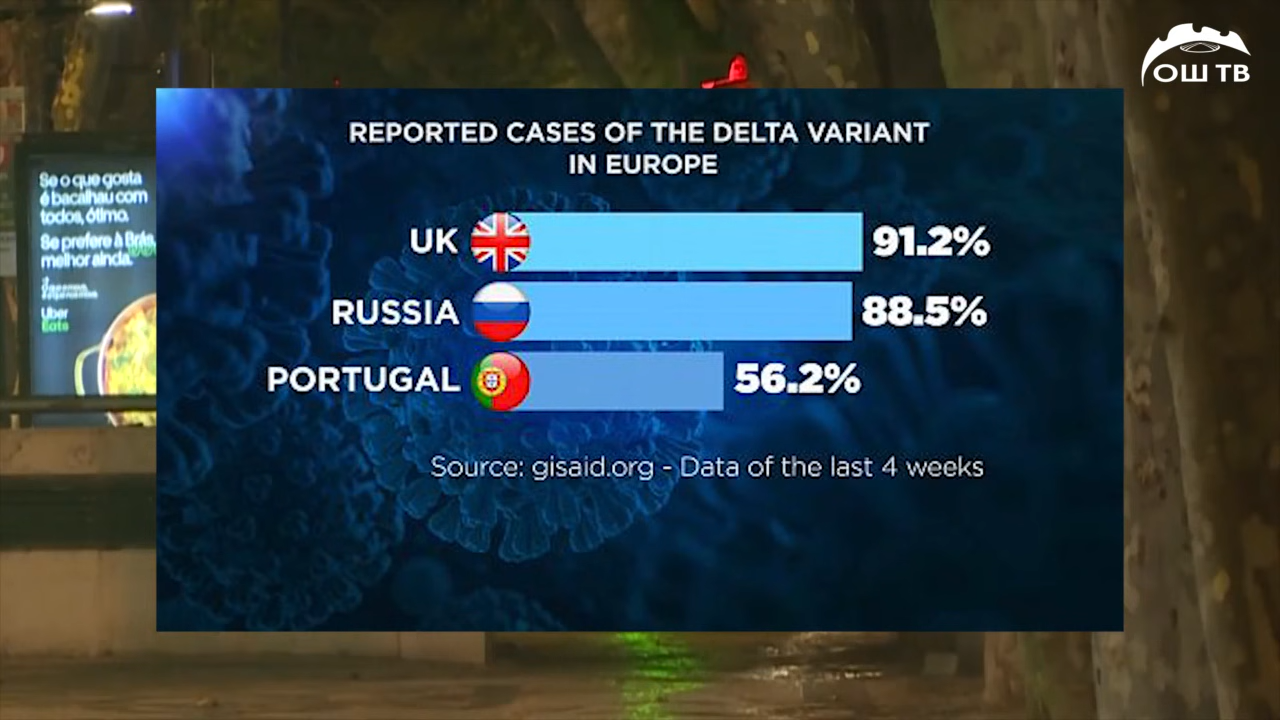 ОШ ТВ
REPORTED CASES OF THE DELTA VARIANT
IN EUROPE
UK 91.2%
RUSSIA 88.5%
PORTUGAL 56.2%
Source: gisaid.org - Data of the last 4 weeks
Se o que gosta
é bacalhau com
todos, ótimo.
Se prefere à Brás,
melhor ainda.
Uber
Eats